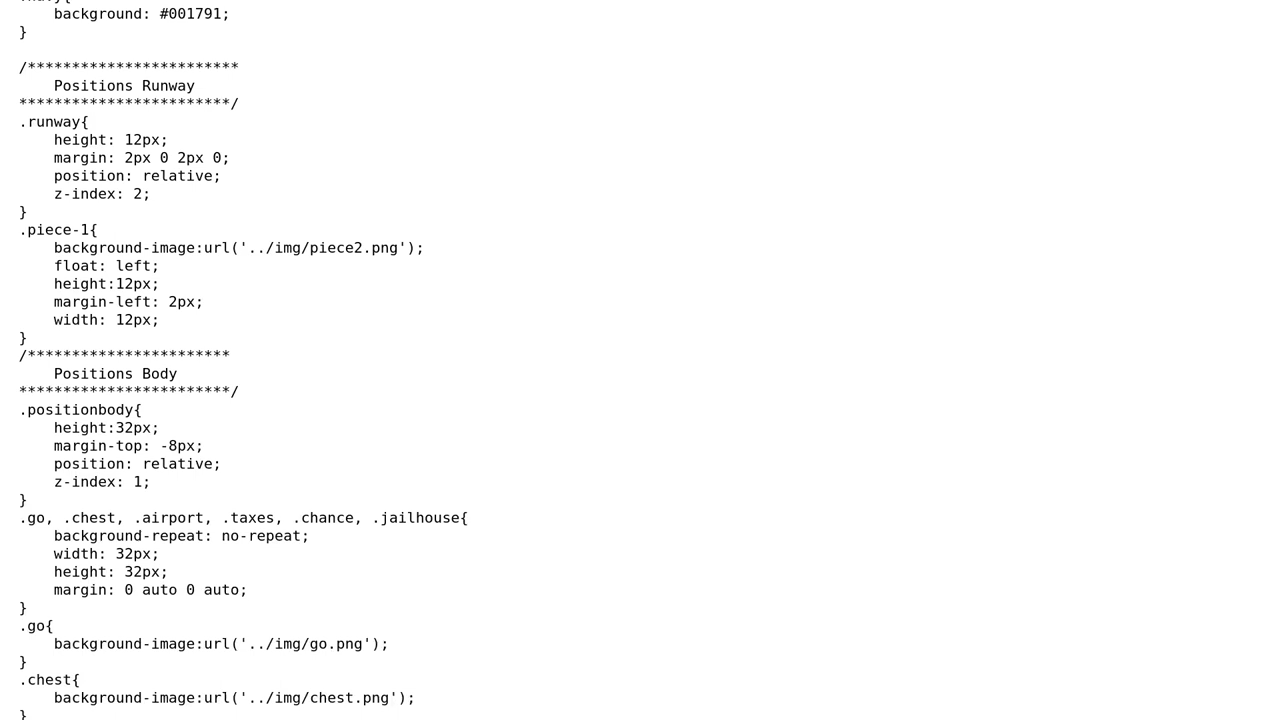 background: #001791;
}

/************************
    Positions Runway
************************/
.runway{
    height: 12px;
    margin: 2px 0 2px 0;
    position: relative;
    z-index: 2;
}
.piece-1{
    background-image:url('../img/piece2.png');
    float: left;
    height:12px;
    margin-left: 2px;
    width: 12px;
}
/***********************
    Positions Body
************************/
.positionbody{
    height:32px;
    margin-top: -8px;
    position: relative;
    z-index: 1;
}
.go, .chest, .airport, .taxes, .chance, .jailhouse{
    background-repeat: no-repeat;
    width: 32px;
    height: 32px;
    margin: 0 auto 0 auto;
}
.go{
    background-image:url('../img/go.png');
}
.chest{
    background-image:url('../img/chest.png');
}